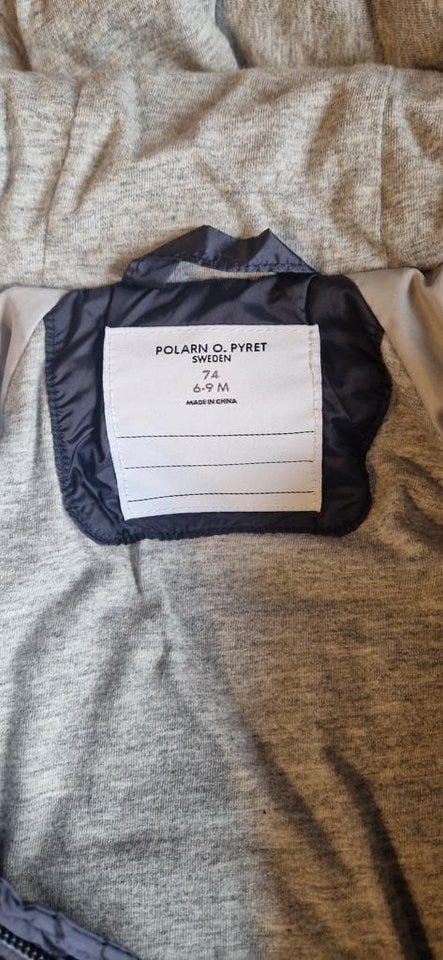 POLARN O. PYRET
SWEDEN
74
6-9 M
MADE IN CHINA